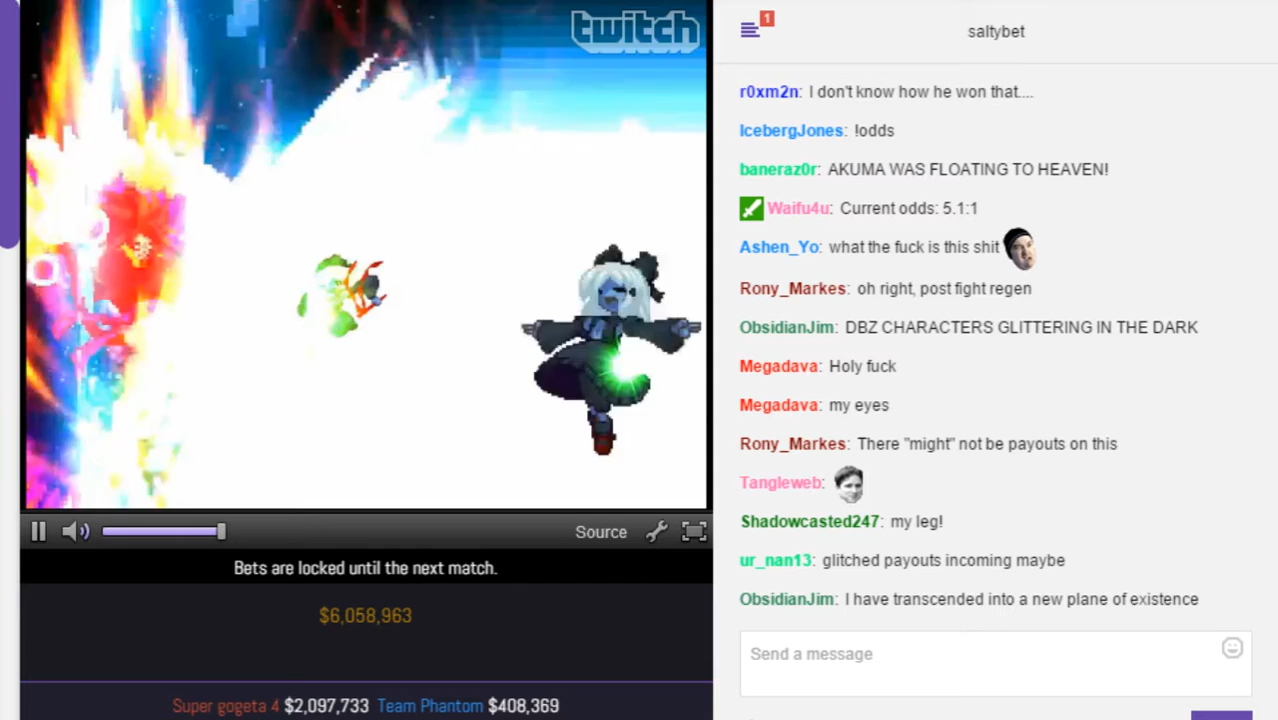 twitch
1
saltybet
r0xm2n: I don't know how he won that....
IcebergJones: !odds
baneraz0r: AKUMA WAS FLOATING TO HEAVEN!
Waifu4u: Current odds: 5.1:1
Ashen_Yo: what the fuck is this shit
Rony_Markes: oh right, post fight regen
ObsidianJim: DBZ CHARACTERS GLITTERING IN THE DARK
Megadava: Holy fuck
Megadava: my eyes
Rony_Markes: There "might" not be payouts on this
Tangleweb:
Shadowcasted247: my leg!
ur_nan13: glitched payouts incoming maybe
ObsidianJim: I have transcended into a new plane of existence
Send a message
Source
Bets are locked until the next match.
$6,058,963
Super gogeta 4 $2,097,733 Team Phantom $408,369